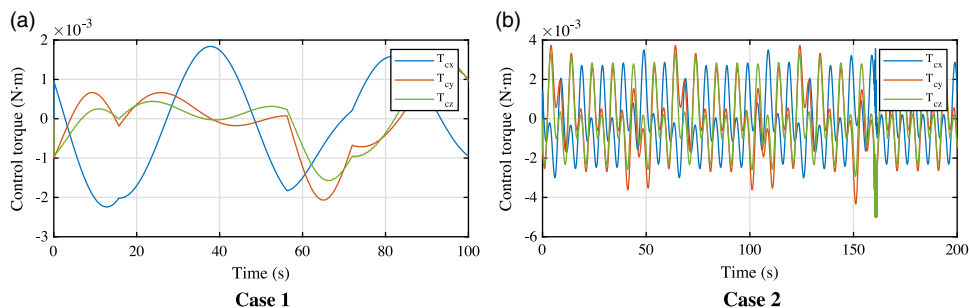 (a)
×10⁻³
Control torque (N·m)
2
1
0
-1
-2
-3
0 20 40 60 80 100
Time (s)
T_cx
T_cy
T_cz
Case 1
(b)
×10⁻³
Control torque (N·m)
4
2
0
-2
-4
-6
0 50 100 150 200
Time (s)
T_cx
T_cy
T_cz
Case 2